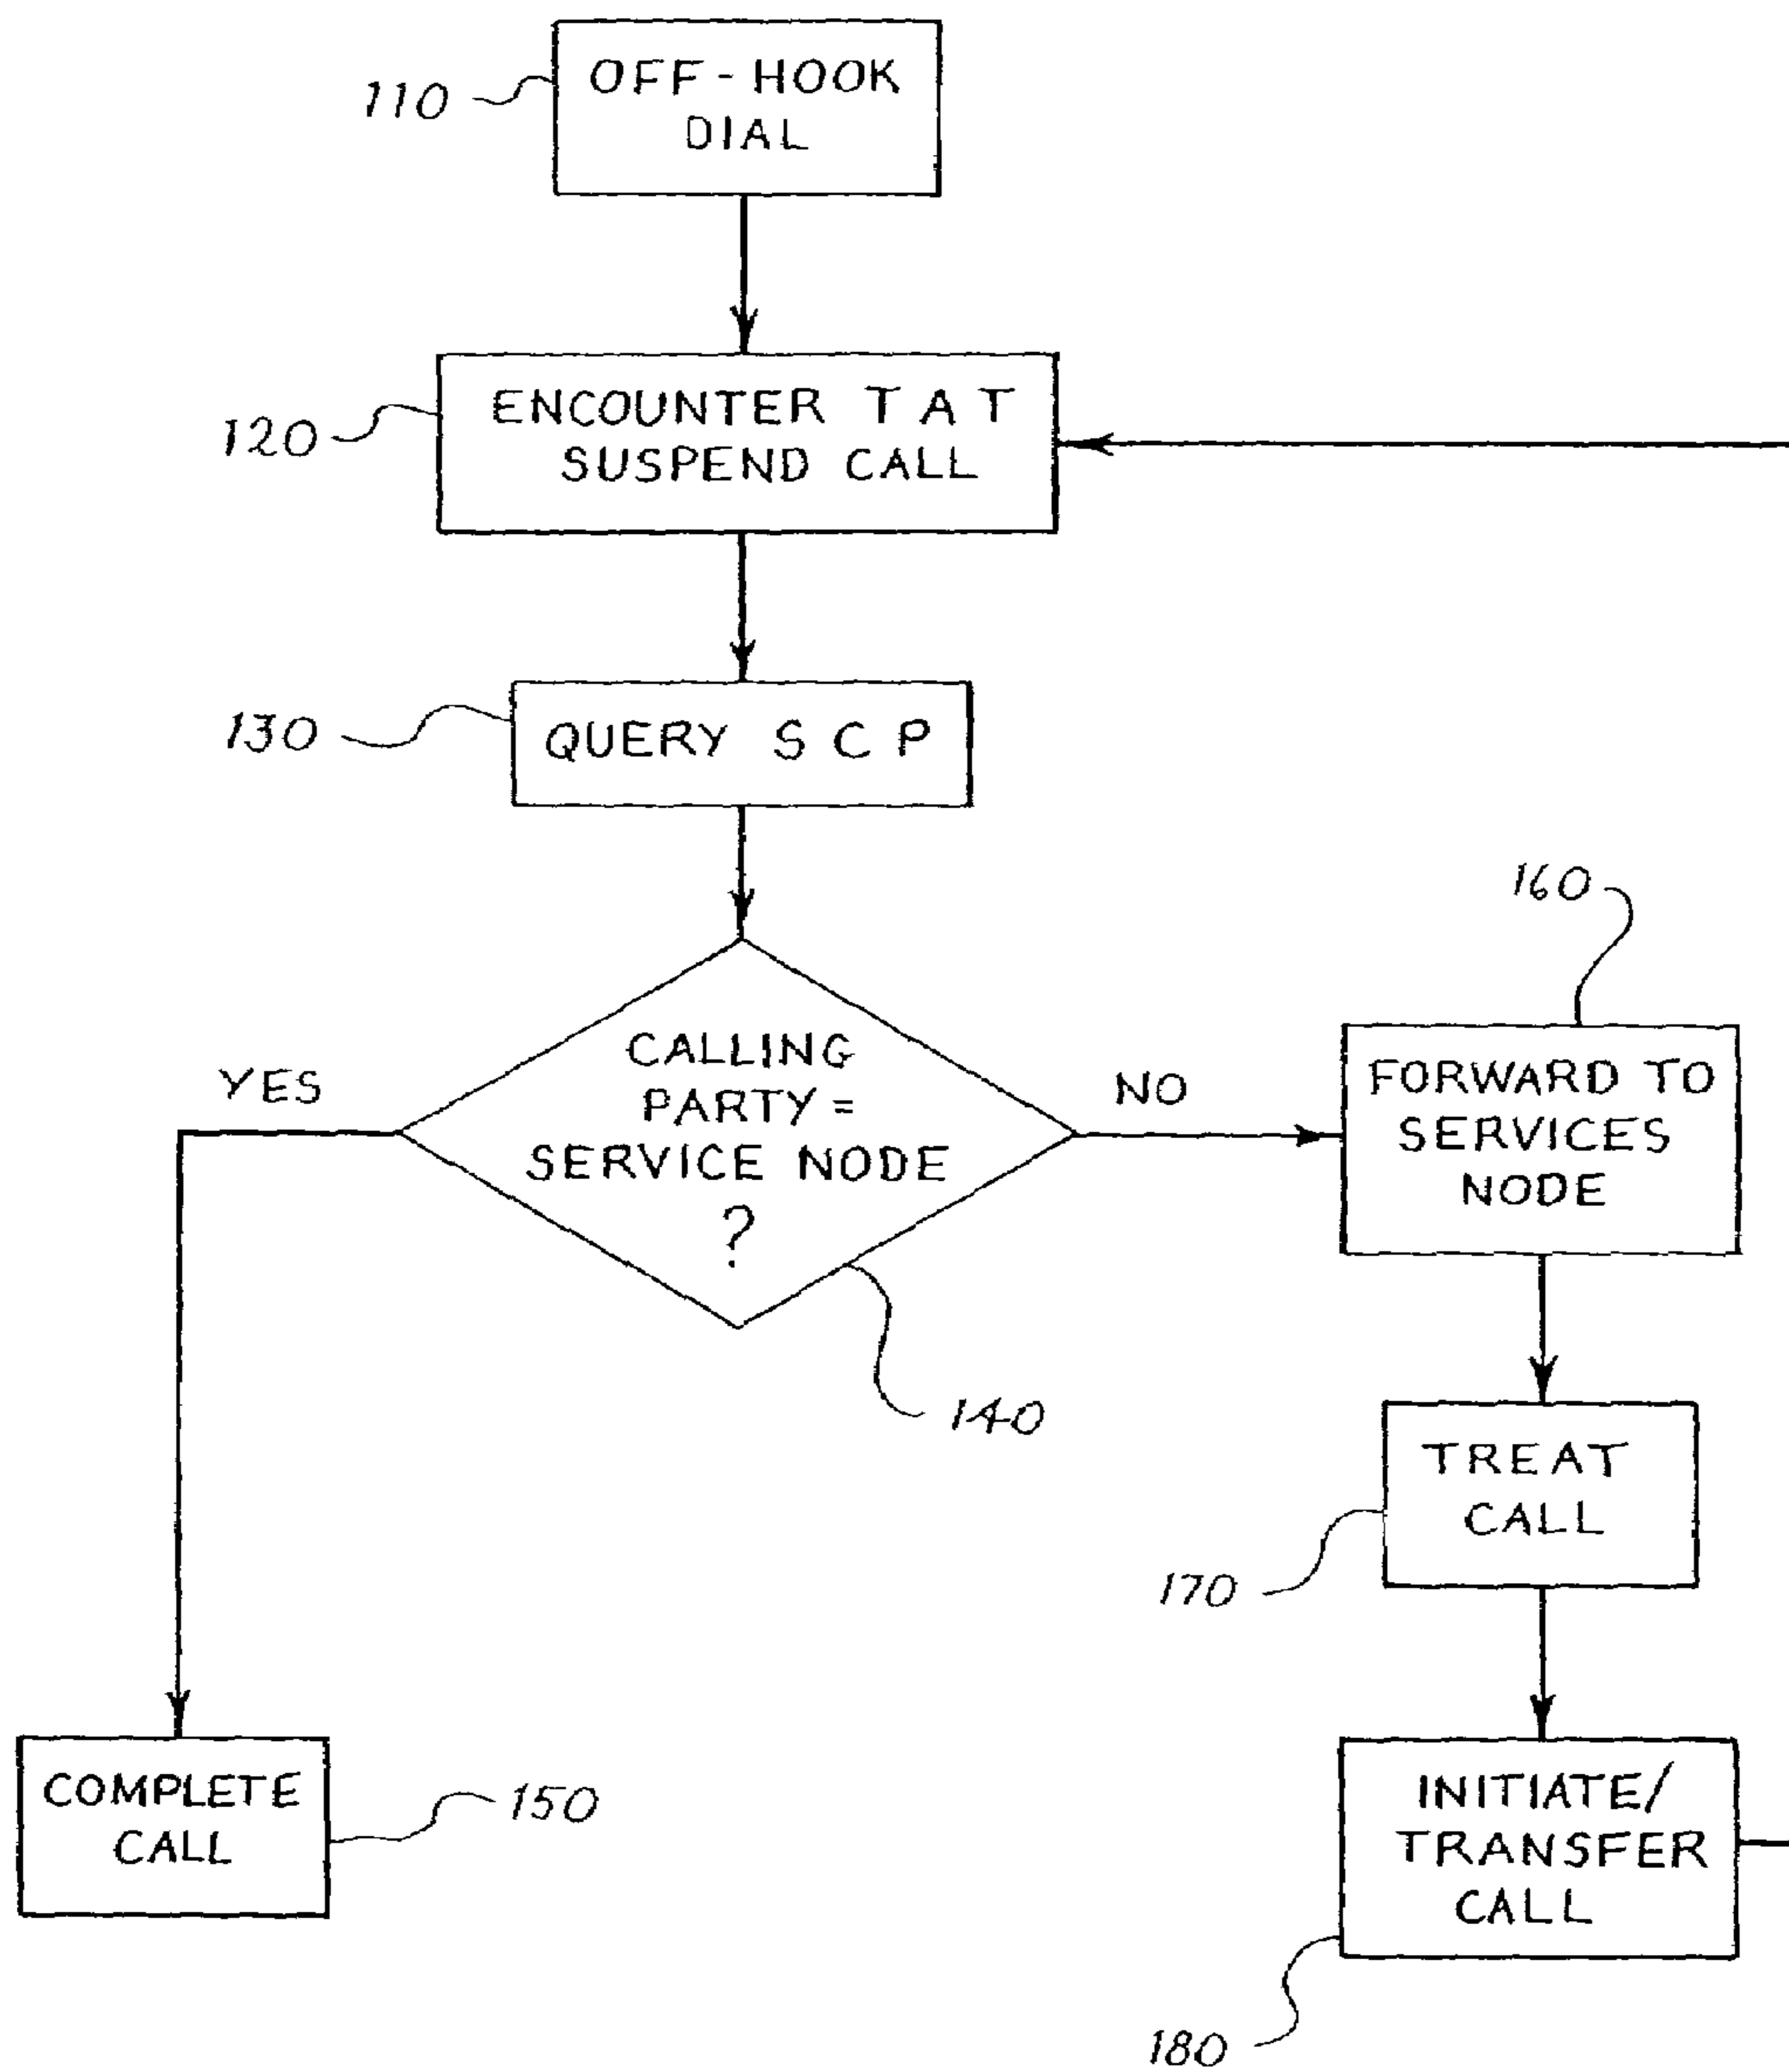 110
OFF-HOOK
DIAL
120
ENCOUNTER TAT
SUSPEND CALL
130
QUERY SCP
160
CALLING
PARTY =
SERVICE NODE
?
YES
NO
FORWARD TO
SERVICES
NODE
140
TREAT
CALL
170
COMPLETE
CALL
150
INITIATE/
TRANSFER
CALL
180